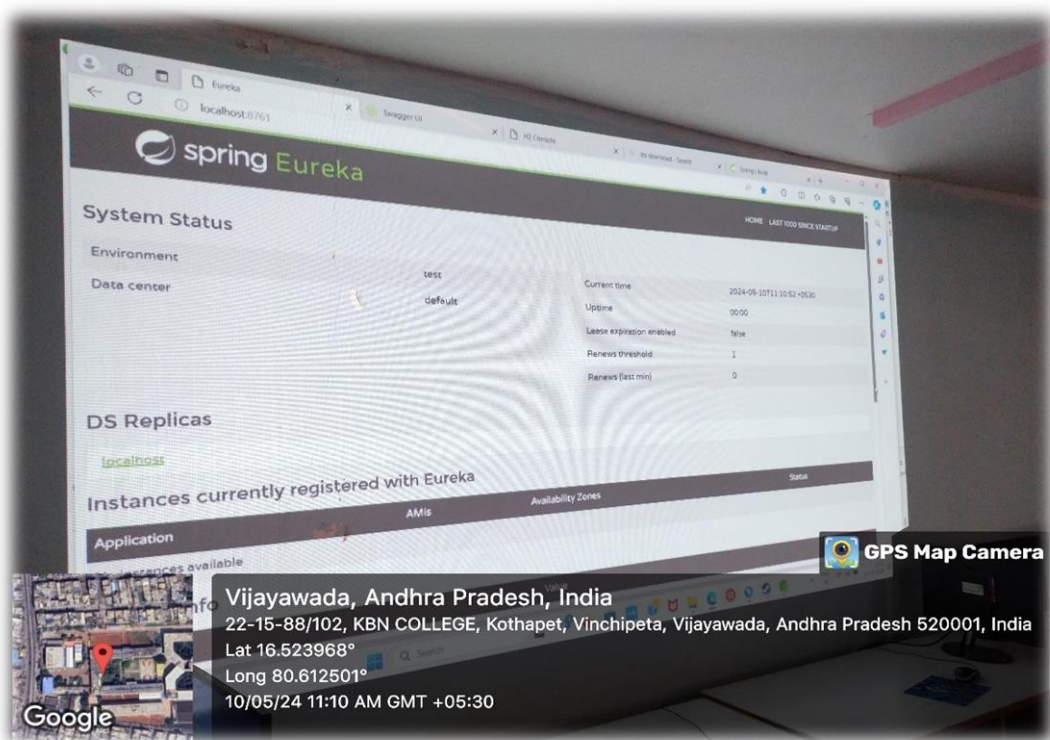 Eureka
Swagger UI
H2 Console
localhost:8761
spring Eureka
HOME LAST 1000 SINCE STARTUP
System Status
Environment test
Data center default
Current time 2024-05-10T11:10:52 +0530
Uptime 00:00
Lease expiration enabled false
Renews threshold 1
Renews (last min) 0
DS Replicas
localhost
Instances currently registered with Eureka
Application AMIs Availability Zones Status
instances available
Value
Search
GPS Map Camera
Vijayawada, Andhra Pradesh, India
22-15-88/102, KBN COLLEGE, Kothapet, Vinchipeta, Vijayawada, Andhra Pradesh 520001, India
Lat 16.523968°
Long 80.612501°
10/05/24 11:10 AM GMT +05:30
Google